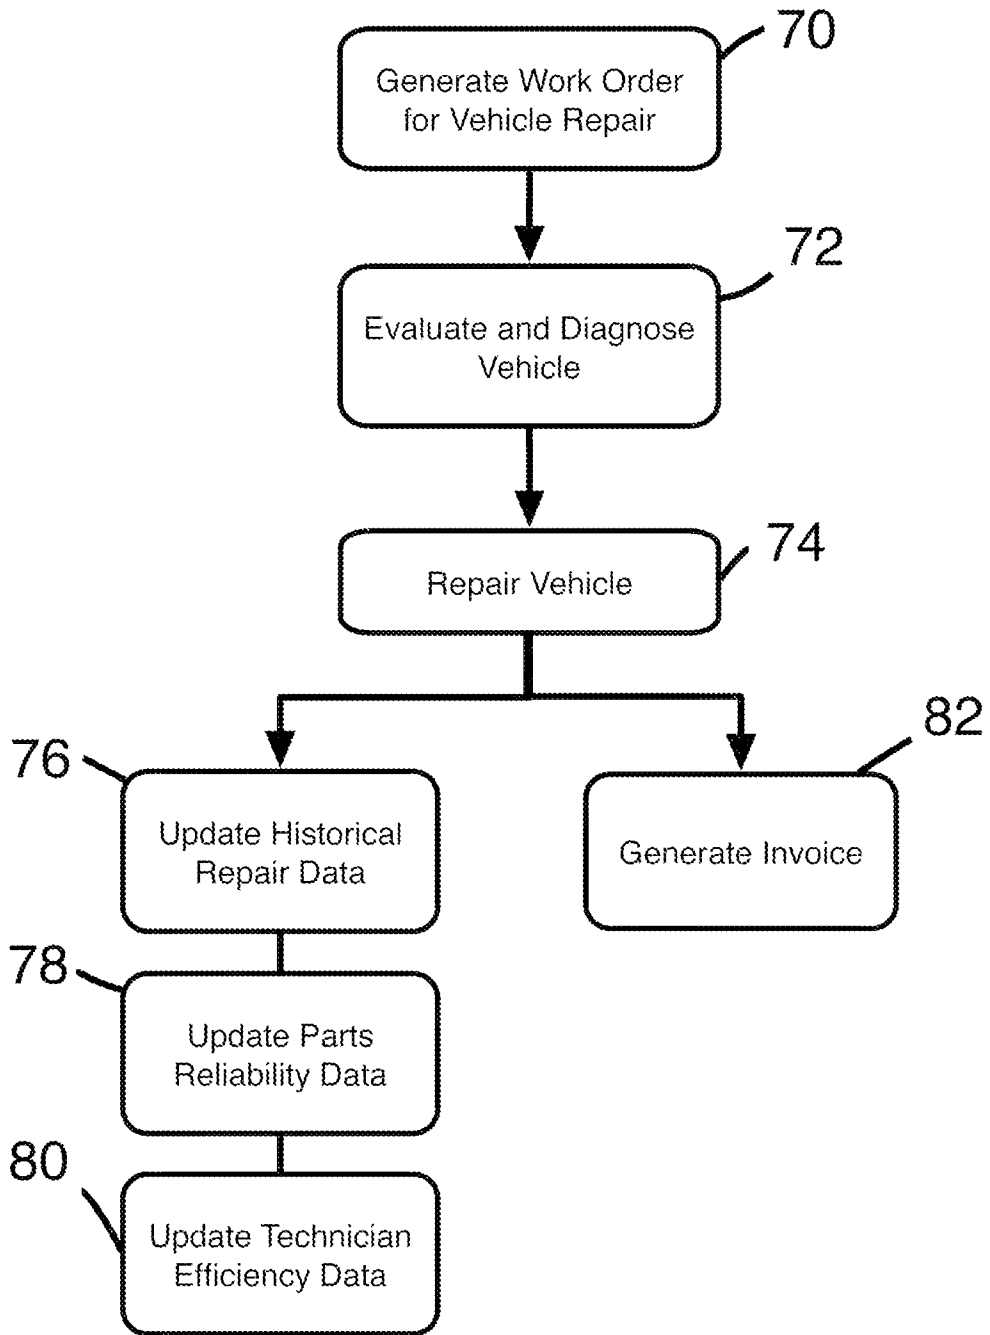 70
Generate Work Order
for Vehicle Repair
72
Evaluate and Diagnose
Vehicle
74
Repair Vehicle
76
Update Historical
Repair Data
82
Generate Invoice
78
Update Parts
Reliability Data
80
Update Technician
Efficiency Data